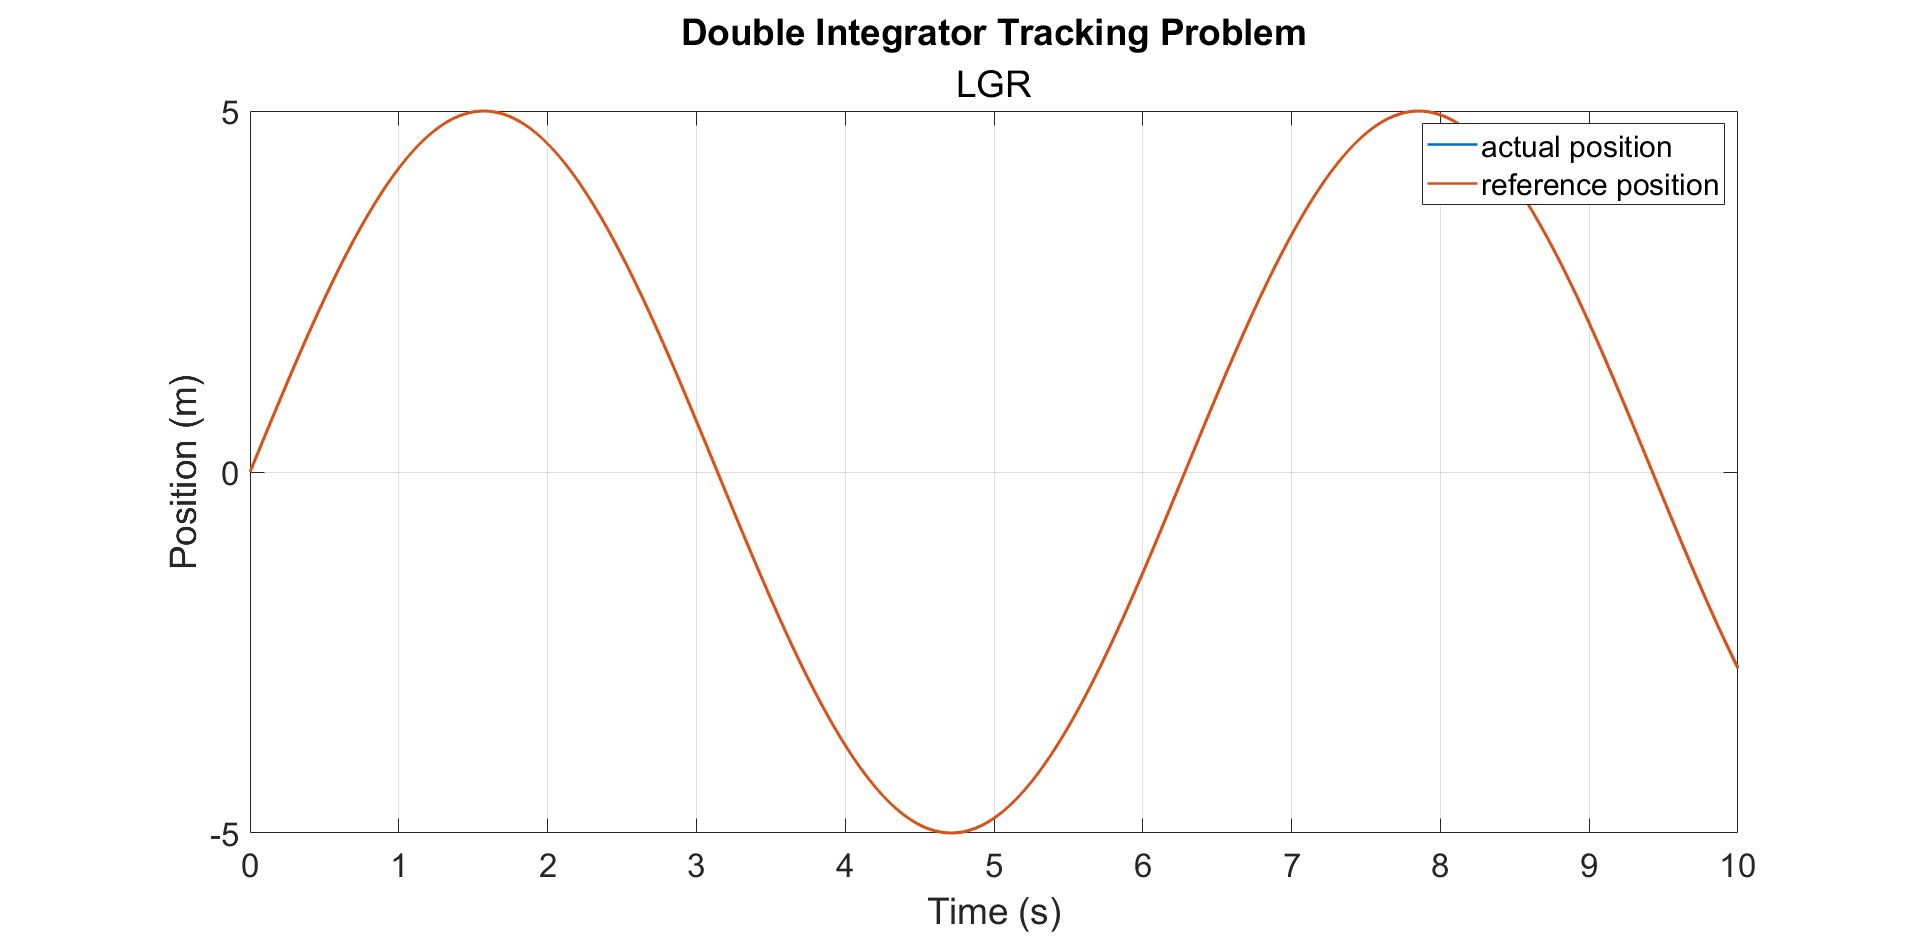 Double Integrator Tracking Problem
LGR
actual position
reference position
Position (m)
5
0
-5
0 1 2 3 4 5 6 7 8 9 10
Time (s)